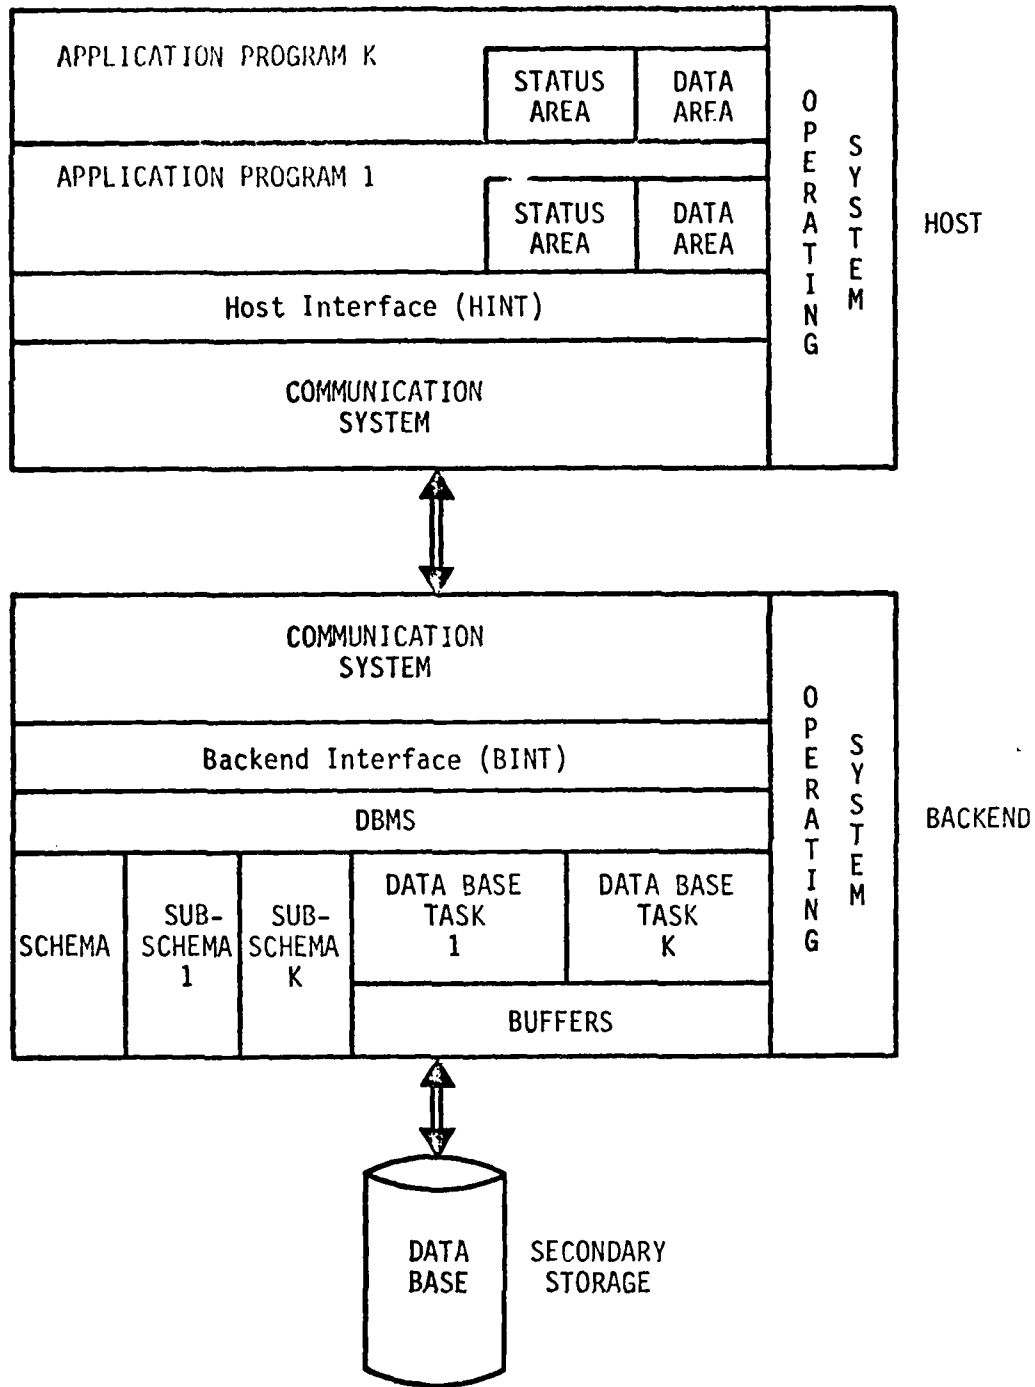 APPLICATION PROGRAM K
STATUS
AREA
DATA
AREA
APPLICATION PROGRAM 1
STATUS
AREA
DATA
AREA
Host Interface (HINT)
COMMUNICATION
SYSTEM
OPERATING
SYSTEM
HOST
COMMUNICATION
SYSTEM
Backend Interface (BINT)
DBMS
SCHEMA
SUB-
SCHEMA
1
SUB-
SCHEMA
K
DATA BASE
TASK
1
DATA BASE
TASK
K
BUFFERS
OPERATING
SYSTEM
BACKEND
DATA
BASE
SECONDARY
STORAGE